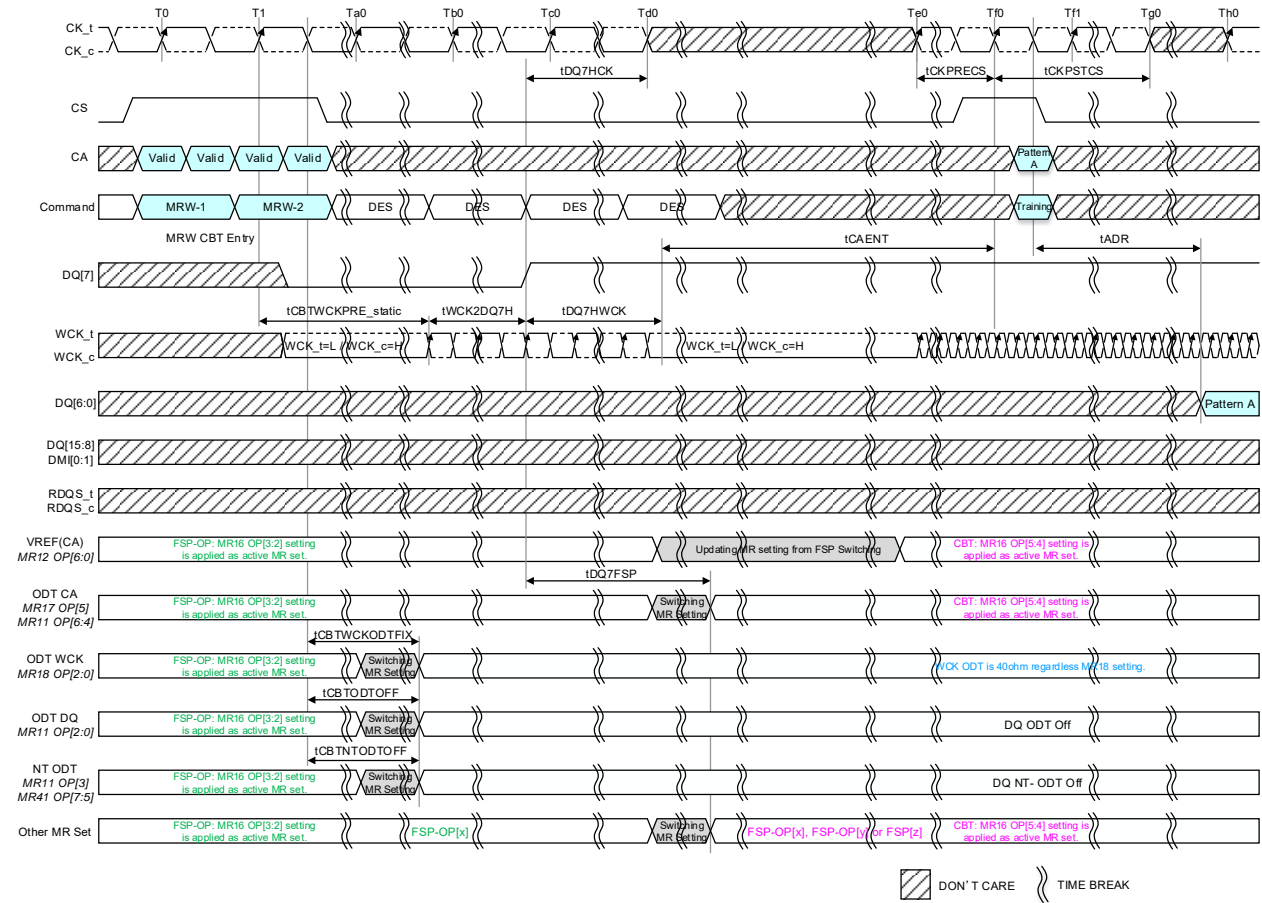 T0 T1 Ta0 Tb0 Tc0 Td0 Te0 Tf0 Tf1 Tg0 Th0
CK_t
CK_c
tDQ7HCK tCKPRECS tCKPSTCS
CS
CA Valid Valid Valid Valid Pattern
A
Command MRW-1 MRW-2 DES DES DES DES Training
MRW CBT Entry
tCAENT tADR
DQ[7]
tCBTWCKPRE_static tWCK2DQ7H tDQ7HWCK
WCK_t
WCK_c
WCK_t=L / WCK_c=H WCK_t=L / WCK_c=H
DQ[6:0] Pattern A
DQ[15:8]
DMI[0:1]
RDQS_t
RDQS_c
VREF(CA)
MR12 OP[6:0]
FSP-OP: MR16 OP[3:2] setting
is applied as active MR set.
Updating MR setting from FSP Switching
CBT: MR16 OP[5:4] setting is
applied as active MR set.
tDQ7FSP
ODT CA
MR17 OP[5]
MR11 OP[6:4]
FSP-OP: MR16 OP[3:2] setting
is applied as active MR set.
Switching
MR Setting
CBT: MR16 OP[5:4] setting is
applied as active MR set.
tCBTWCKODTFIX
ODT WCK
MR18 OP[2:0]
FSP-OP: MR16 OP[3:2] setting
is applied as active MR set.
Switching
MR Setting
WCK ODT is 40ohm regardless MR18 setting.
tCBTODTOFF
ODT DQ
MR11 OP[2:0]
FSP-OP: MR16 OP[3:2] setting
is applied as active MR set.
Switching
MR Setting
DQ ODT Off
tCBTNTODTOFF
NT ODT
MR11 OP[3]
MR41 OP[7:5]
FSP-OP: MR16 OP[3:2] setting
is applied as active MR set.
Switching
MR Setting
DQ NT- ODT Off
Other MR Set
FSP-OP: MR16 OP[3:2] setting
is applied as active MR set.
FSP-OP[x]
Switching
MR Setting
FSP-OP[x], FSP-OP[y] or FSP[z]
CBT: MR16 OP[5:4] setting is
applied as active MR set.
DON’T CARE TIME BREAK